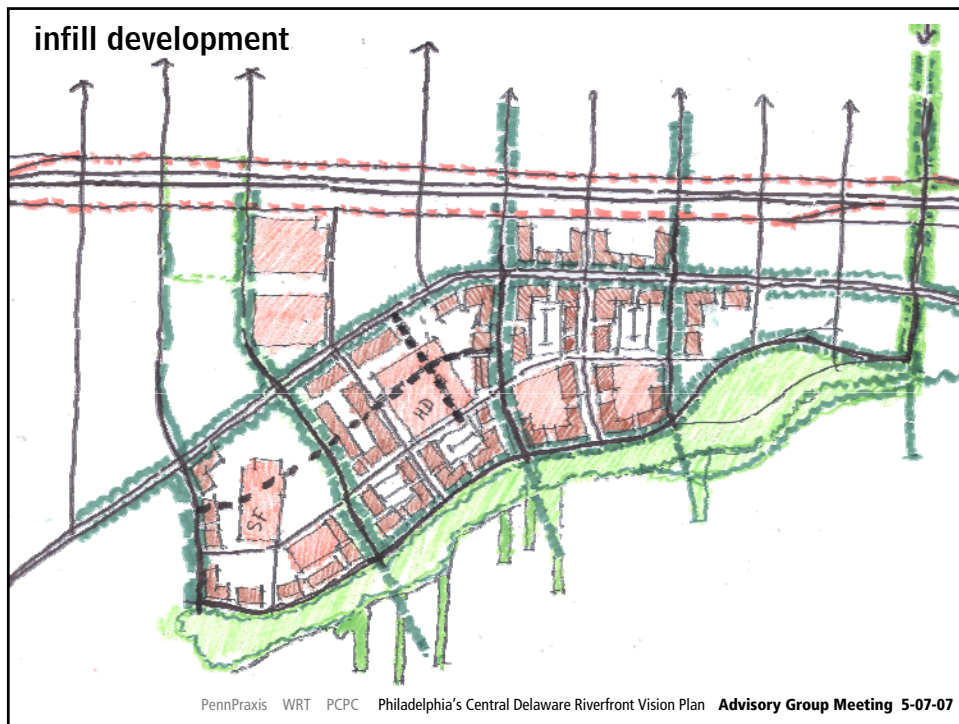 infill development
HD
SF
PennPraxis WRT PCPC Philadelphia's Central Delaware Riverfront Vision Plan Advisory Group Meeting 5-07-07